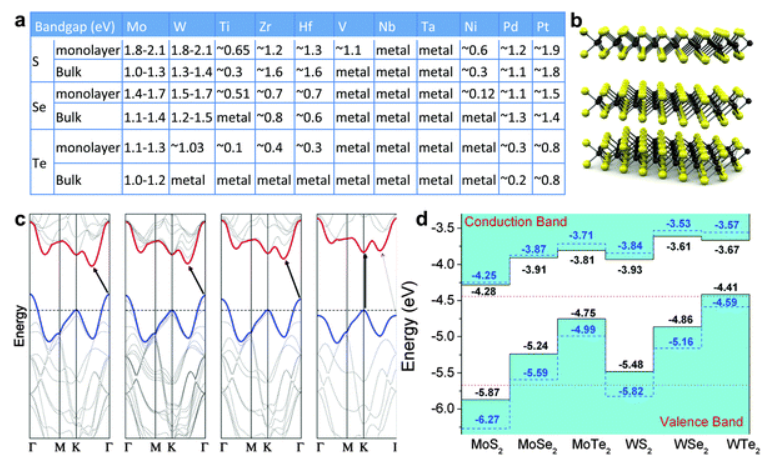 a
Bandgap (eV) Mo W Ti Zr Hf V Nb Ta Ni Pd Pt
S monolayer 1.8-2.1 1.8-2.1 ~0.65 ~1.2 ~1.3 ~1.1 metal metal ~0.6 ~1.2 ~1.9
Bulk 1.0-1.3 1.3-1.4 ~0.3 ~1.6 ~1.6 metal metal metal ~0.3 ~1.1 ~1.8
Se monolayer 1.4-1.7 1.5-1.7 ~0.51 ~0.7 ~0.7 metal metal metal ~0.12 ~1.1 ~1.5
Bulk 1.1-1.4 1.2-1.5 metal ~0.8 ~0.6 metal metal metal metal ~1.3 ~1.4
Te monolayer 1.1-1.3 ~1.03 ~0.1 ~0.4 ~0.3 metal metal metal metal ~0.3 ~0.8
Bulk 1.0-1.2 metal metal metal metal metal metal metal metal ~0.2 ~0.8
b
c
Energy
Γ M K Γ
Γ M K Γ
Γ M K Γ
Γ M K Γ
d
Energy (eV)
-3.5
-4.0
-4.5
-5.0
-5.5
-6.0
Conduction Band
-4.25 -3.87 -3.71 -3.84 -3.53 -3.57
-4.28 -3.91 -3.81 -3.93 -3.61 -3.67
-5.87 -5.24 -4.75 -5.48 -4.86 -4.41
-6.27 -5.59 -4.99 -5.82 -5.16 -4.59
Valence Band
MoS₂ MoSe₂ MoTe₂ WS₂ WSe₂ WTe₂